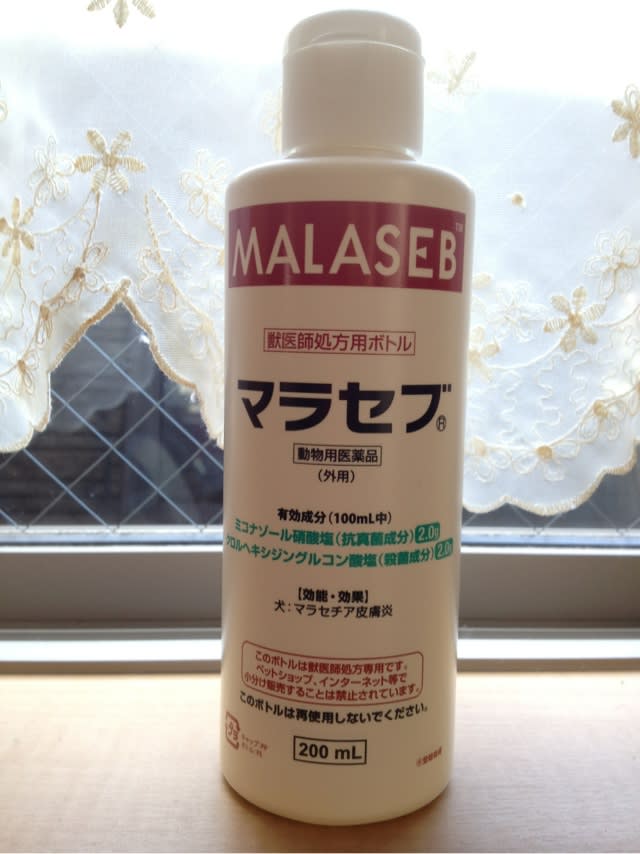 MALASEB™
獣医師処方用ボトル
マラセブ®
動物用医薬品
(外用)
有効成分(100mL中)
ミコナゾール硝酸塩(抗真菌成分)2.0g
クロルヘキシジングルコン酸塩(殺菌成分)2.0
【効能・効果】
犬:マラセチア皮膚炎
このボトルは獣医師処方専用です。
ペットショップ、インターネット等で
小分け販売することは禁止されています。
このボトルは再使用しないでください。
プラ
200 mL